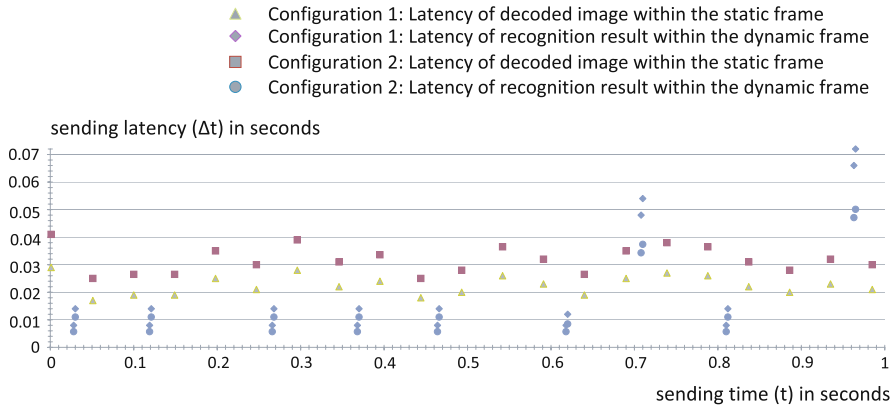 Configuration 1: Latency of decoded image within the static frame
Configuration 1: Latency of recognition result within the dynamic frame
Configuration 2: Latency of decoded image within the static frame
Configuration 2: Latency of recognition result within the dynamic frame
sending latency (Δt) in seconds
0.07
0.06
0.05
0.04
0.03
0.02
0.01
0
0 0.1 0.2 0.3 0.4 0.5 0.6 0.7 0.8 0.9 1
sending time (t) in seconds